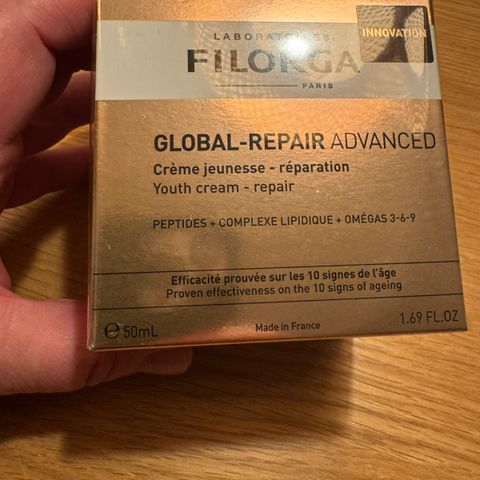 LABORATOIRES
INNOVATION
FILORGA
PARIS
GLOBAL-REPAIR ADVANCED
Crème jeunesse - réparation
Youth cream - repair
PEPTIDES + COMPLEXE LIPIDIQUE + OMÉGAS 3-6-9
Efficacité prouvée sur les 10 signes de l'âge
Proven effectiveness on the 10 signs of ageing
℮ 50mL
Made in France
1.69 FL.OZ